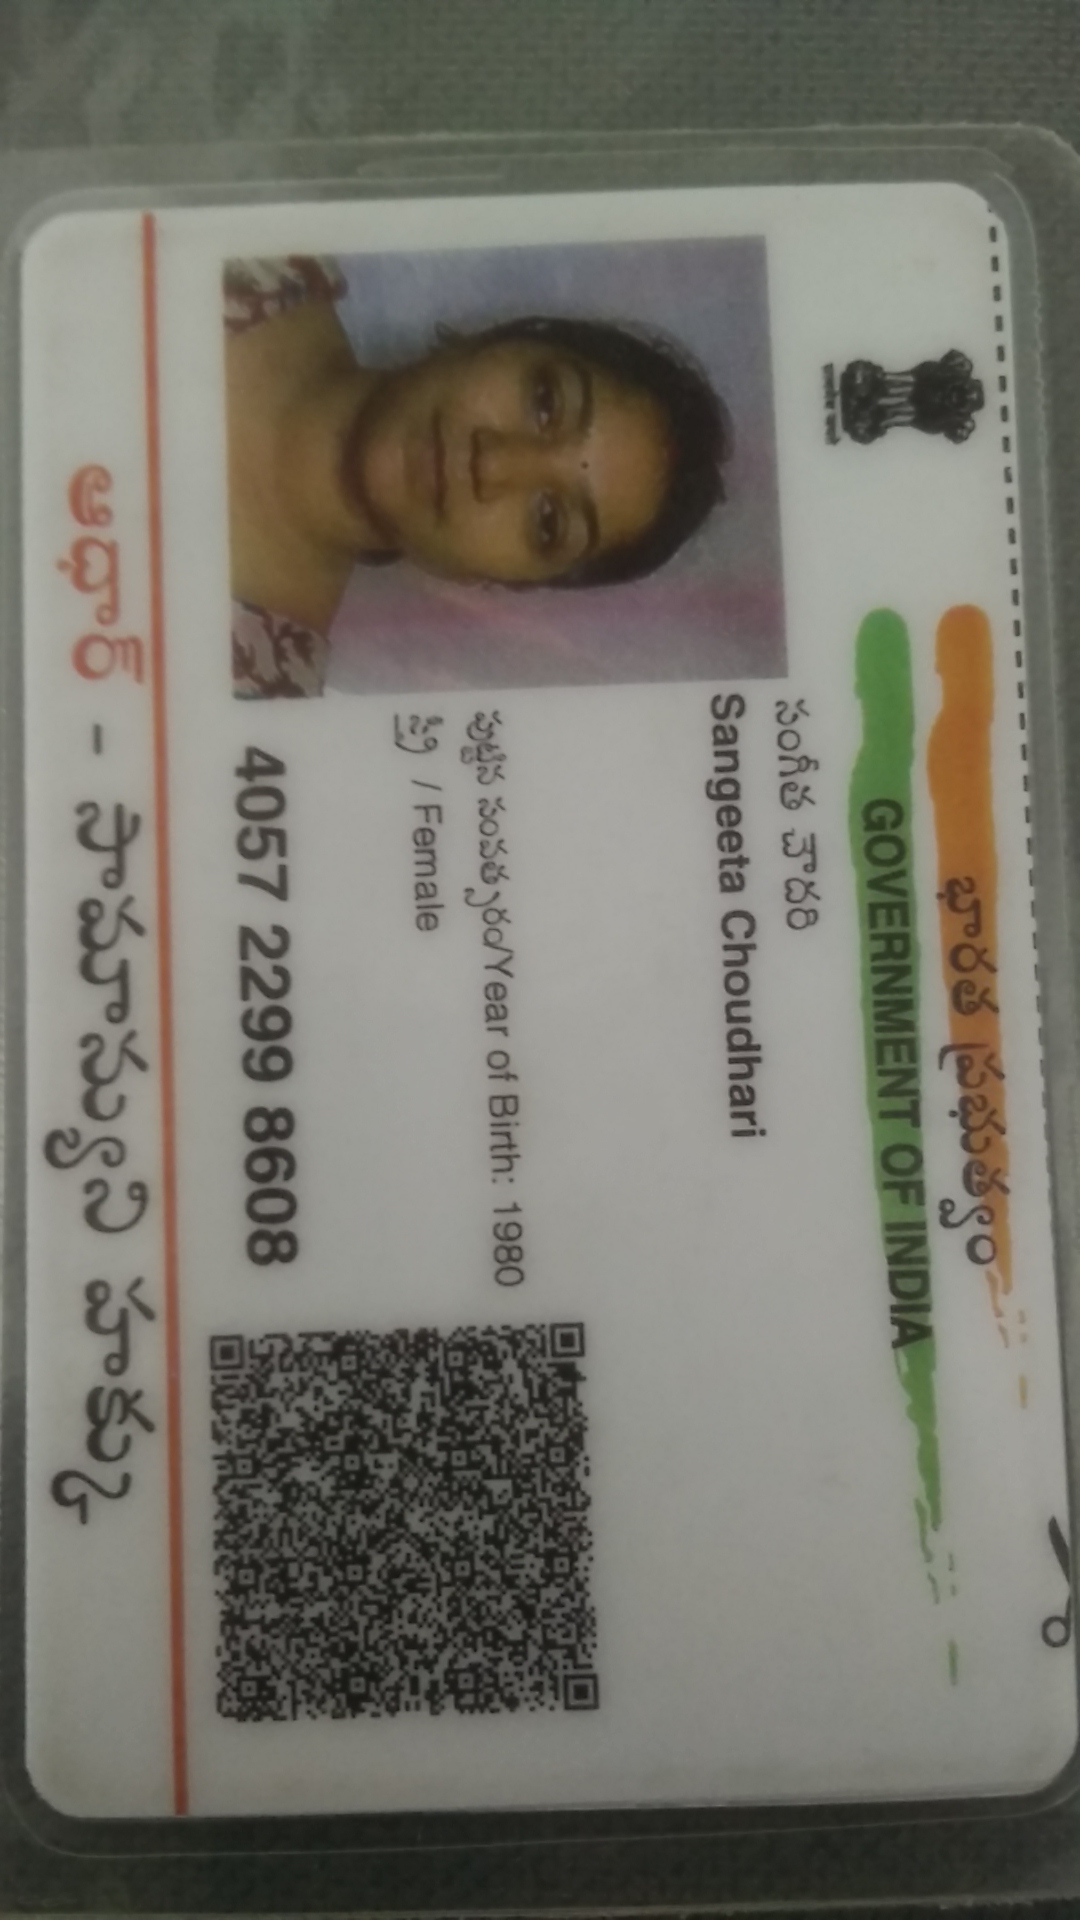 భారత ప్రభుత్వం
GOVERNMENT OF INDIA
సంగీత చౌదరి
Sangeeta Choudhari
పుట్టిన సంవత్సరం/Year of Birth: 1980
స్త్రీ / Female
4057 2299 8608
ఆధార్ - సామాన్యుని హక్కు